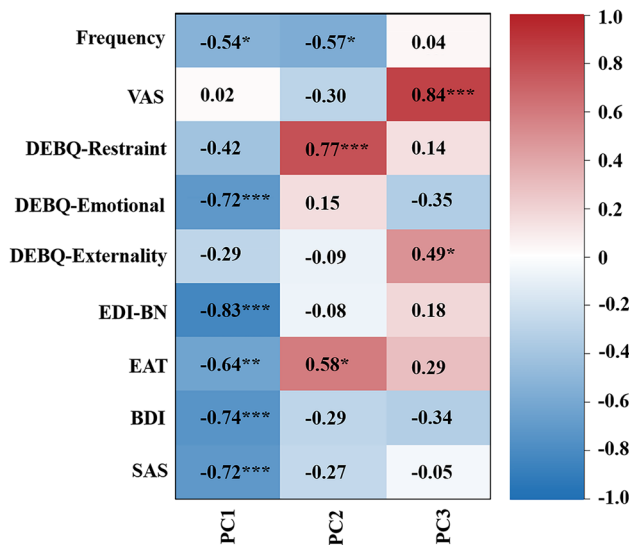 Frequency -0.54* -0.57* 0.04
VAS 0.02 -0.30 0.84***
DEBQ-Restraint -0.42 0.77*** 0.14
DEBQ-Emotional -0.72*** 0.15 -0.35
DEBQ-Externality -0.29 -0.09 0.49*
EDI-BN -0.83*** -0.08 0.18
EAT -0.64** 0.58* 0.29
BDI -0.74*** -0.29 -0.34
SAS -0.72*** -0.27 -0.05
PC1 PC2 PC3
1.0
0.8
0.6
0.4
0.2
0
-0.2
-0.4
-0.6
-0.8
-1.0